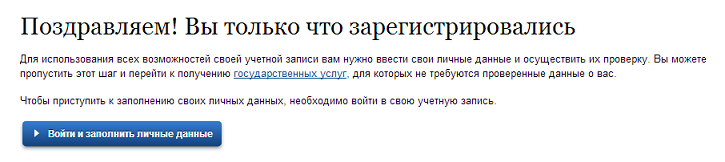 Поздравляем! Вы только что зарегистрировались
Для использования всех возможностей своей учетной записи вам нужно ввести свои личные данные и осуществить их проверку. Вы можете
пропустить этот шаг и перейти к получению государственных услуг, для которых не требуются проверенные данные о вас.
Чтобы приступить к заполнению своих личных данных, необходимо войти в свою учетную запись.
Войти и заполнить личные данные